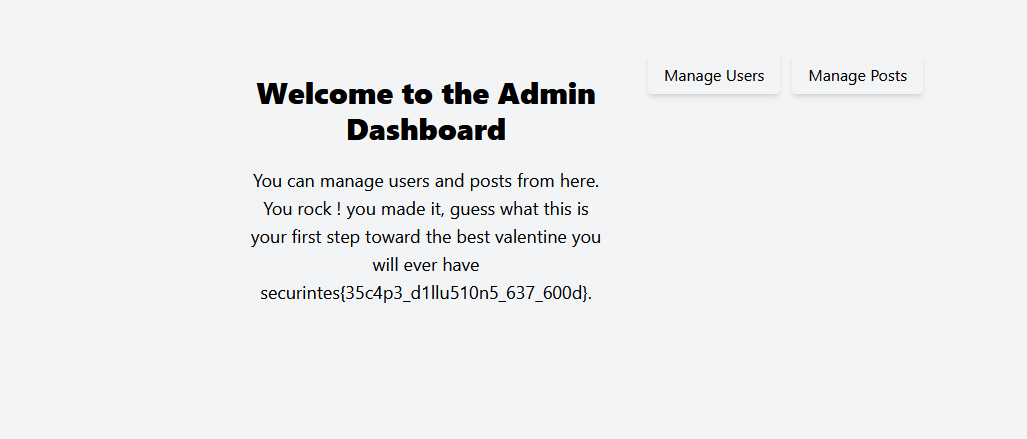 Welcome to the Admin
Dashboard
You can manage users and posts from here.
You rock ! you made it, guess what this is
your first step toward the best valentine you
will ever have
securintes{35c4p3_d1llu510n5_637_600d}.
Manage Users
Manage Posts